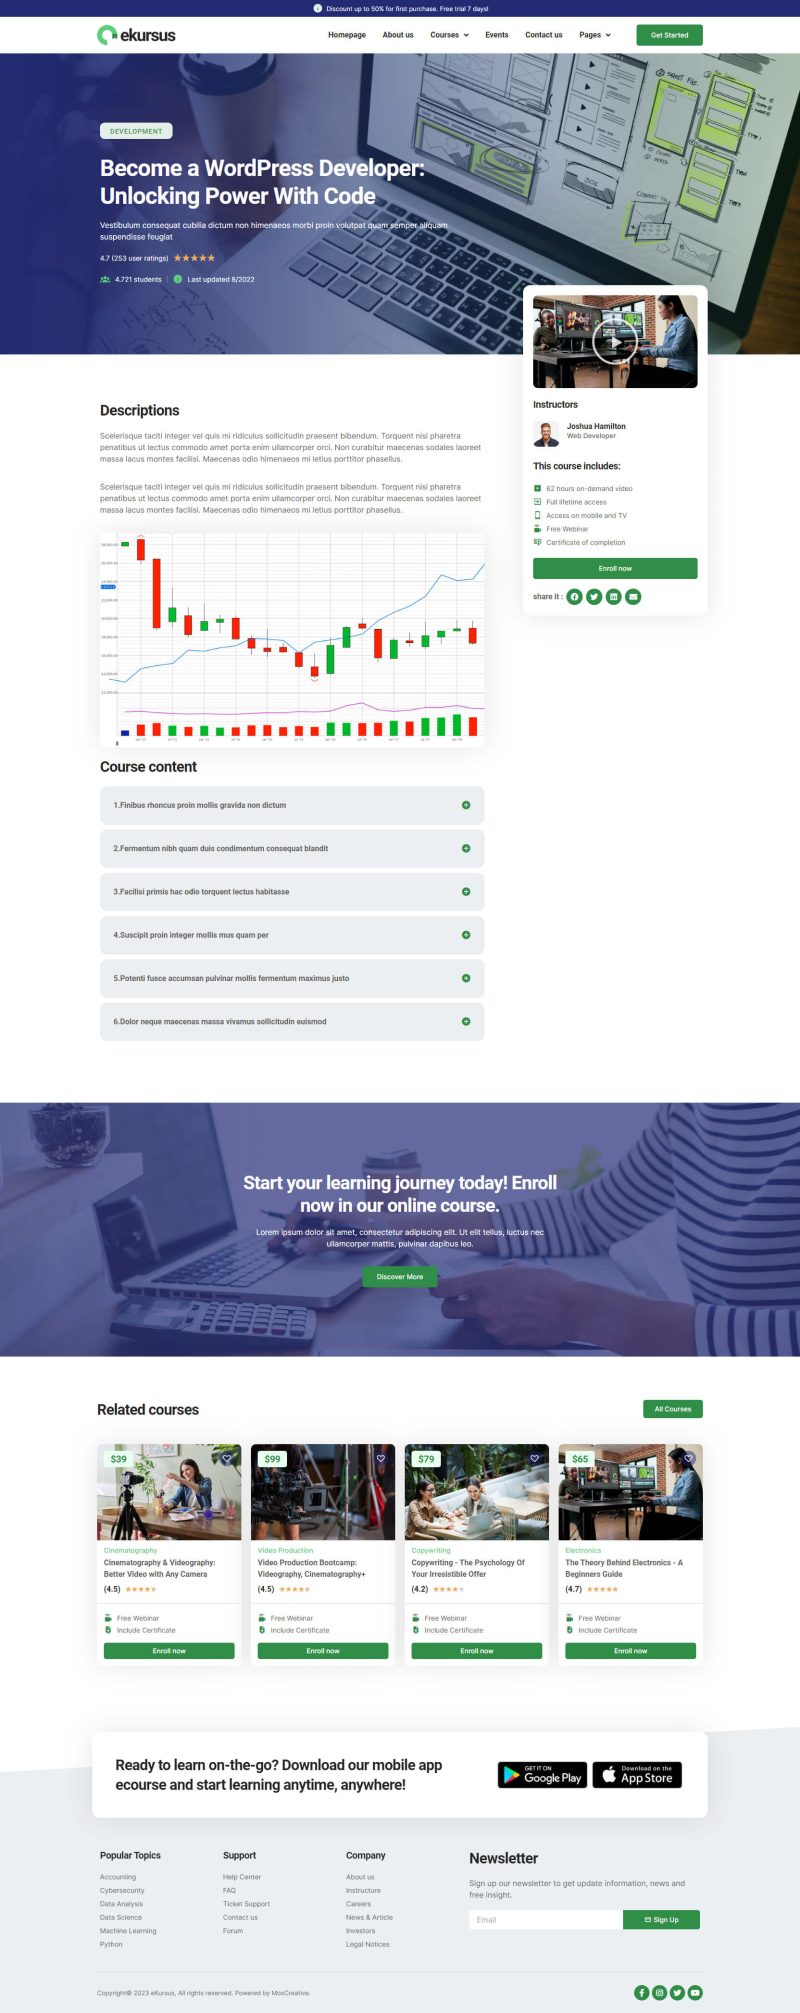 Discount up to 50% for first purchase. Free trial 7 days!
ekursus
Homepage About us Courses Events Contact us Pages Get Started
DEVELOPMENT
Become a WordPress Developer:
Unlocking Power With Code
Vestibulum consequat cubilia dictum non himenaeos morbi proin volutpat quam semper aliquam
suspendisse feugiat
4.7 (253 user ratings)
4.721 students Last updated 8/2022
Instructors
Joshua Hamilton
Web Developer
This course includes:
62 hours on-demand video
Full lifetime access
Access on mobile and TV
Free Webinar
Certificate of completion
Enroll now
share it :
Descriptions
Scelerisque taciti integer vel quis mi ridiculus sollicitudin praesent bibendum. Torquent nisi pharetra
penatibus ut lectus commodo amet porta enim ullamcorper orci. Non curabitur maecenas sodales laoreet
massa lacus montes facilisi. Maecenas odio himenaeos mi letius porttitor phasellus.
Scelerisque taciti integer vel quis mi ridiculus sollicitudin praesent bibendum. Torquent nisi pharetra
penatibus ut lectus commodo amet porta enim ullamcorper orci. Non curabitur maecenas sodales laoreet
massa lacus montes facilisi. Maecenas odio himenaeos mi letius porttitor phasellus.
Course content
1.Finibus rhoncus proin mollis gravida non dictum
2.Fermentum nibh quam duis condimentum consequat blandit
3.Facilisi primis hac odio torquent lectus habitasse
4.Suscipit proin integer mollis mus quam per
5.Potenti fusce accumsan pulvinar mollis fermentum maximus justo
6.Dolor neque maecenas massa vivamus sollicitudin euismod
Start your learning journey today! Enroll
now in our online course.
Lorem ipsum dolor sit amet, consectetur adipiscing elit. Ut elit tellus, luctus nec
ullamcorper mattis, pulvinar dapibus leo.
Discover More
Related courses
All Courses
$39
Cinematography
Cinematography & Videography:
Better Video with Any Camera
(4.5)
Free Webinar
Include Certificate
Enroll now
$99
Video Production
Video Production Bootcamp:
Videography, Cinematography+
(4.5)
Free Webinar
Include Certificate
Enroll now
$79
Copywriting
Copywriting - The Psychology Of
Your Irresistible Offer
(4.2)
Free Webinar
Include Certificate
Enroll now
$65
Electronics
The Theory Behind Electronics - A
Beginners Guide
(4.7)
Free Webinar
Include Certificate
Enroll now
Ready to learn on-the-go? Download our mobile app
ecourse and start learning anytime, anywhere!
GET IT ON
Google Play
Download on the
App Store
Popular Topics
Accounting
Cybersecurity
Data Analysis
Data Science
Machine Learning
Python
Support
Help Center
FAQ
Ticket Support
Contact us
Forum
Company
About us
Instructure
Careers
News & Article
Investors
Legal Notices
Newsletter
Sign up our newsletter to get update information, news and
free insight.
Email
Sign Up
Copyright© 2023 eKursus, All rights reserved. Powered by MoxCreative.